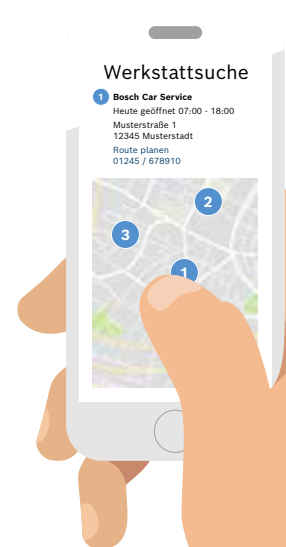 Werkstattsuche
1 Bosch Car Service
Heute geöffnet 07:00 - 18:00
Musterstraße 1
12345 Musterstadt
Route planen
01245 / 678910
2
3
1